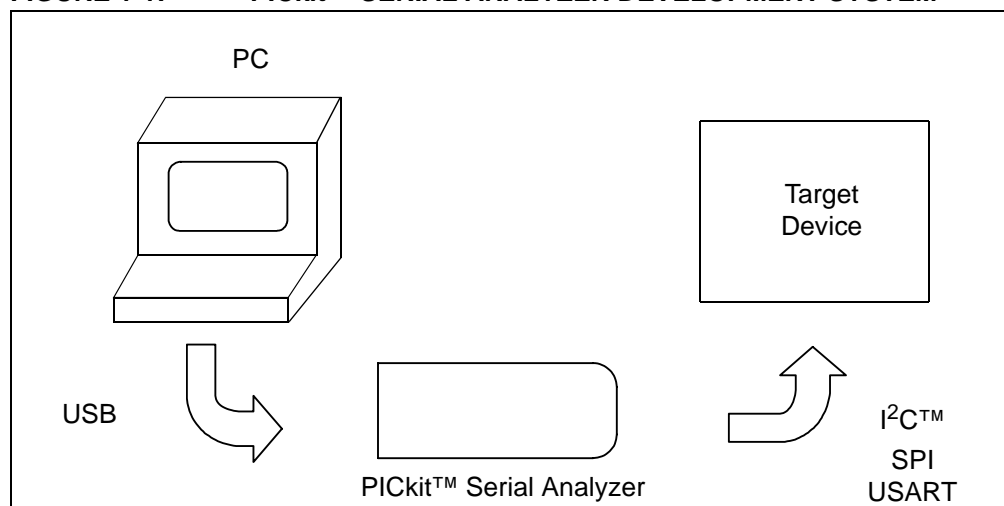 PC
Target
Device
USB
I²C™
SPI
USART
PICkit™ Serial Analyzer